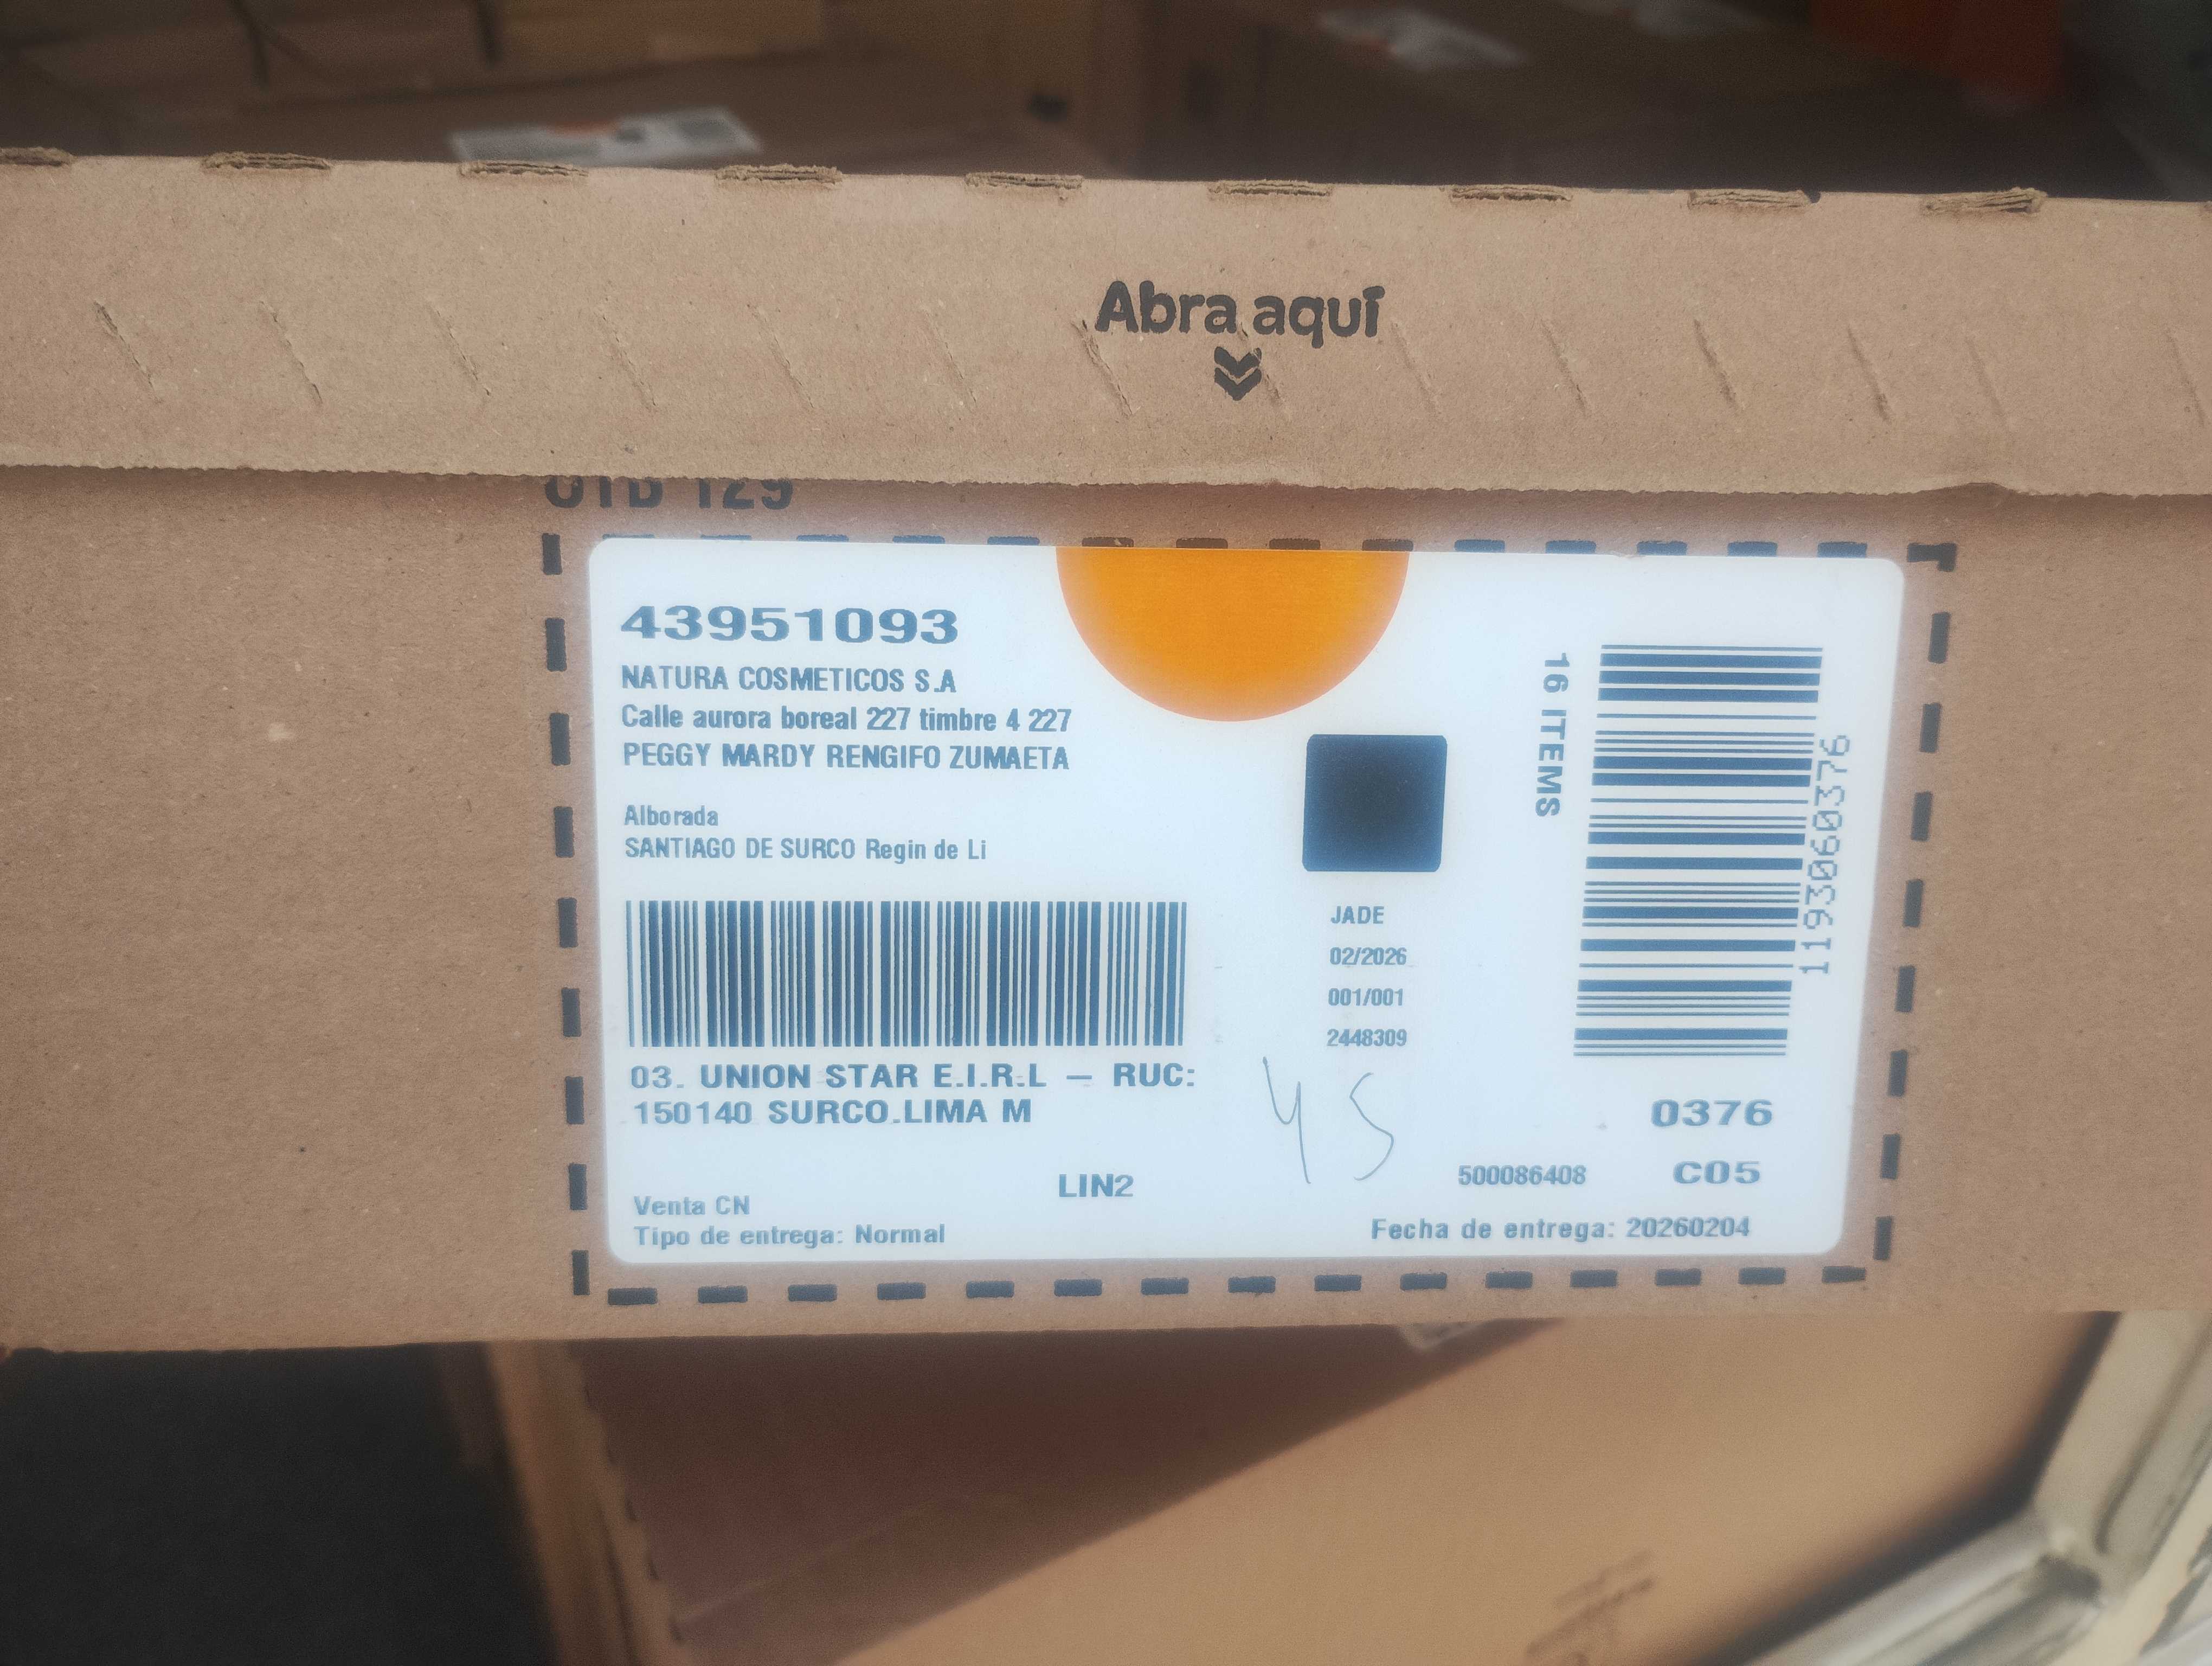 Abra aquí
43951093
NATURA COSMETICOS S.A
Calle aurora boreal 227 timbre 4 227
PEGGY MARDY RENGIFO ZUMAETA
Alborada
SANTIAGO DE SURCO Regin de Li
03. UNION STAR E.I.R.L – RUC:
150140 SURCO.LIMA M
LIN2
Venta CN
Tipo de entrega: Normal
JADE
02/2026
001/001
2448309
45
16 ITEMS
1193060376
0376
500086408 C05
Fecha de entrega: 20260204